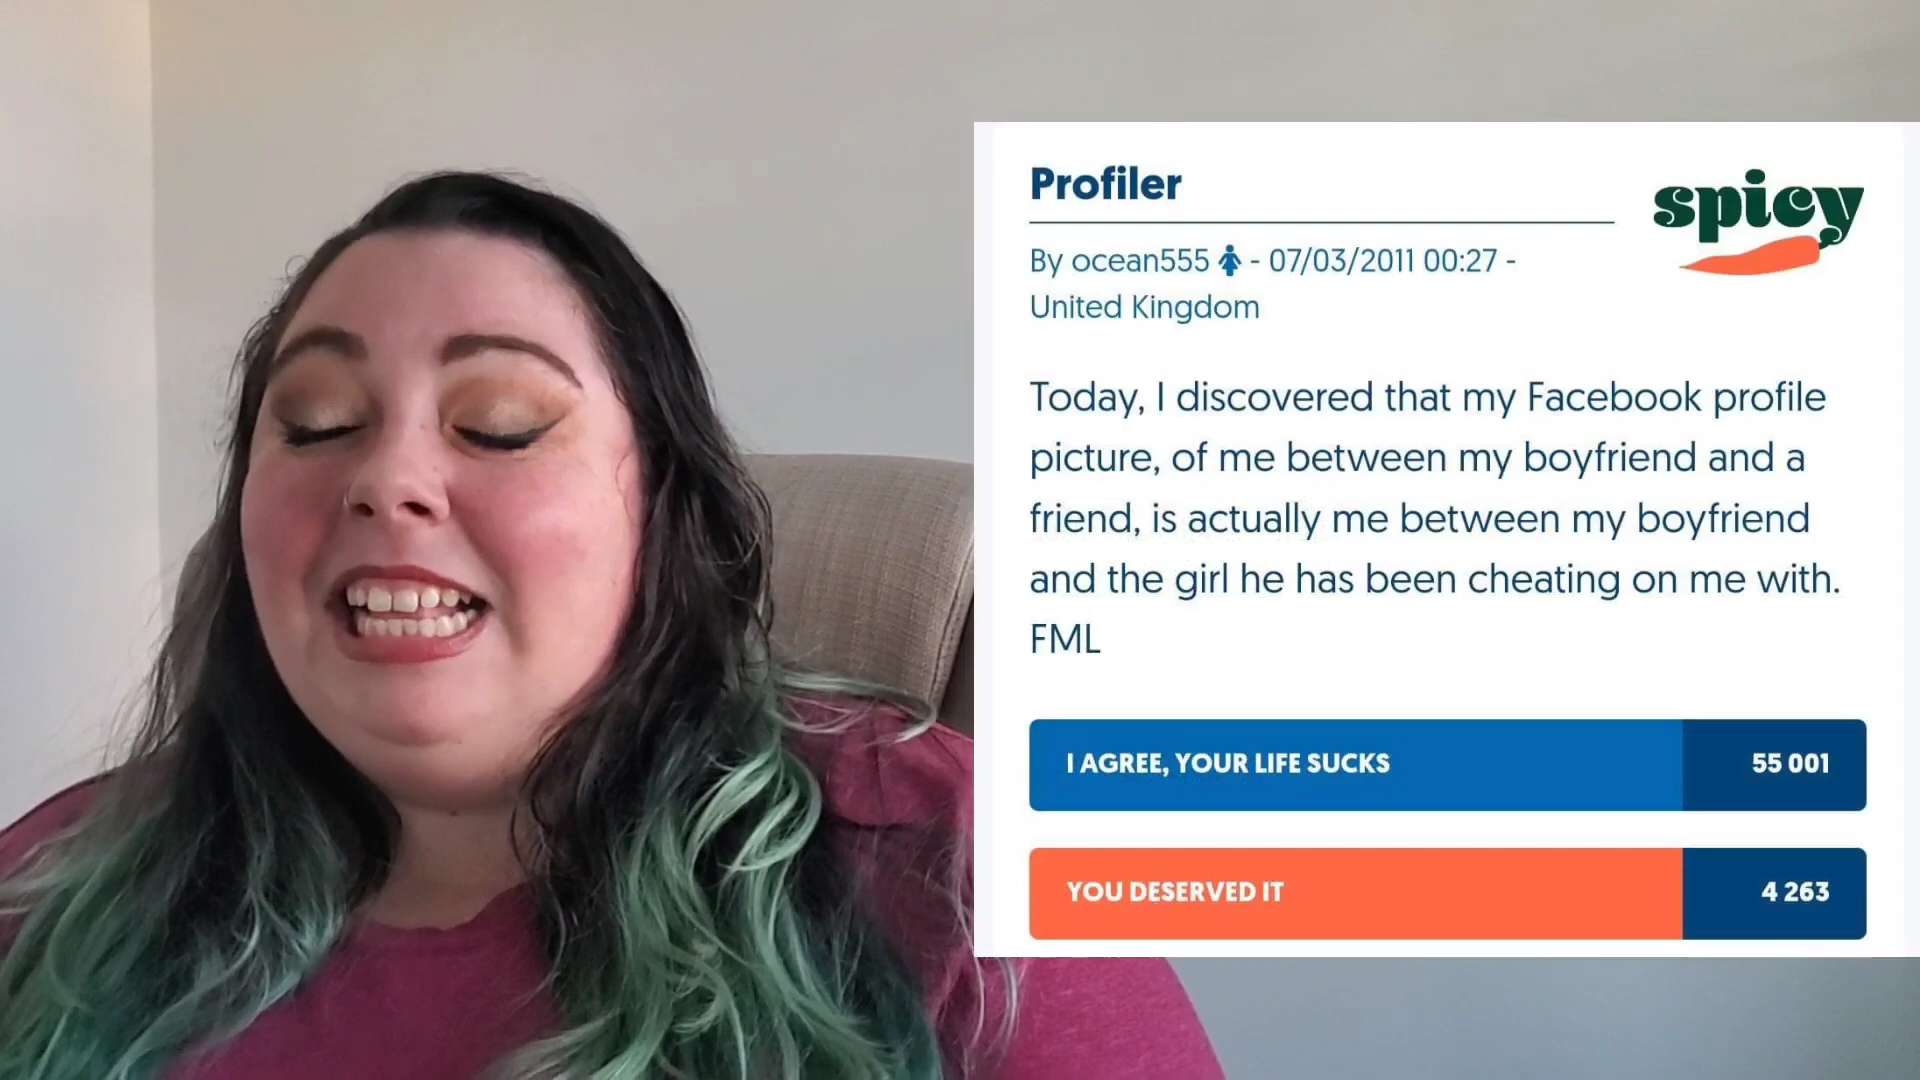 Profiler
spicy
By ocean555 - 07/03/2011 00:27 -
United Kingdom
Today, I discovered that my Facebook profile
picture, of me between my boyfriend and a
friend, is actually me between my boyfriend
and the girl he has been cheating on me with.
FML
I AGREE, YOUR LIFE SUCKS 55 001
YOU DESERVED IT 4 263